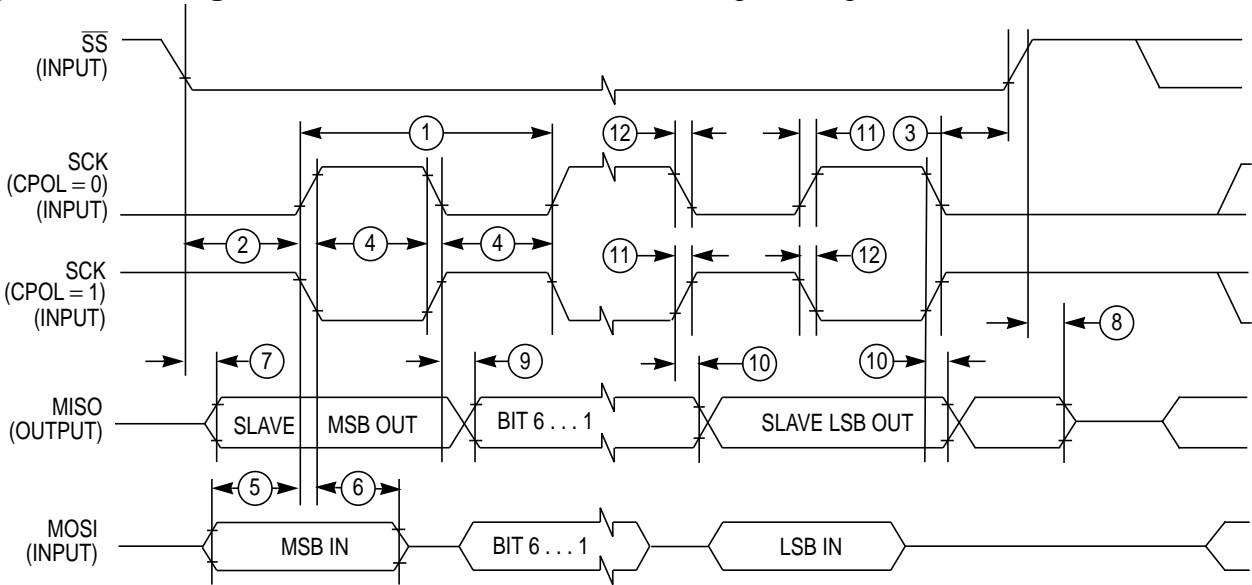 SS
(INPUT)
1
12
11
3
SCK
(CPOL = 0)
(INPUT)
2
4
4
11
12
SCK
(CPOL = 1)
(INPUT)
8
7
9
10
10
MISO
(OUTPUT)
SLAVE
MSB OUT
BIT 6 . . . 1
SLAVE LSB OUT
5
6
MOSI
(INPUT)
MSB IN
BIT 6 . . . 1
LSB IN